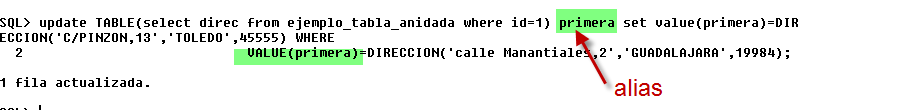 SQL> update TABLE(select direc from ejemplo_tabla_anidada where id=1) primera set value(primera)=DIR
ECCION('C/PINZON,13','TOLEDO',45555) WHERE
2 VALUE(primera)=DIRECCION('calle Manantiales,2','GUADALAJARA',19984);
1 fila actualizada.
alias
SQL>